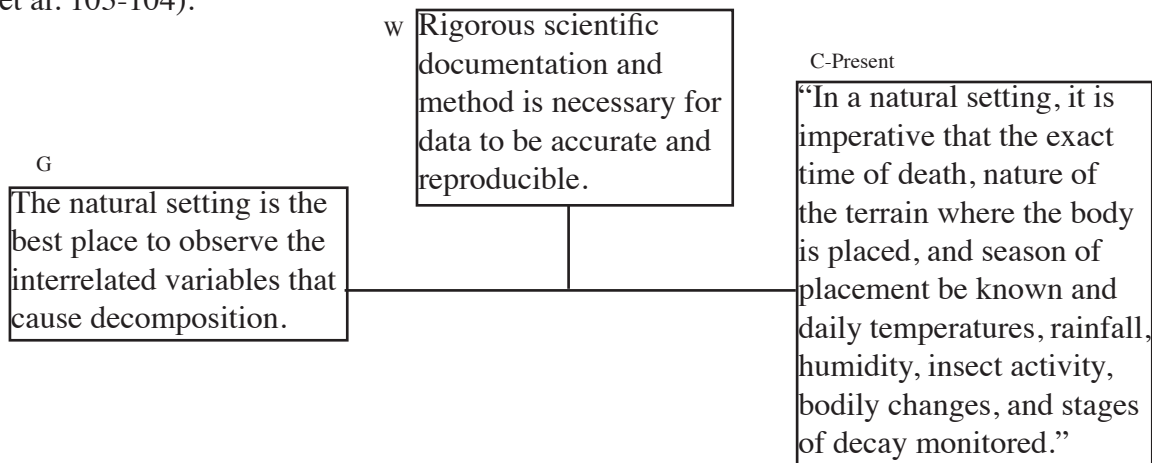 et al. 103-104).
W
Rigorous scientific
documentation and
method is necessary for
data to be accurate and
reproducible.
C-Present
“In a natural setting, it is
imperative that the exact
time of death, nature of
the terrain where the body
is placed, and season of
placement be known and
daily temperatures, rainfall,
humidity, insect activity,
bodily changes, and stages
of decay monitored.”
G
The natural setting is the
best place to observe the
interrelated variables that
cause decomposition.